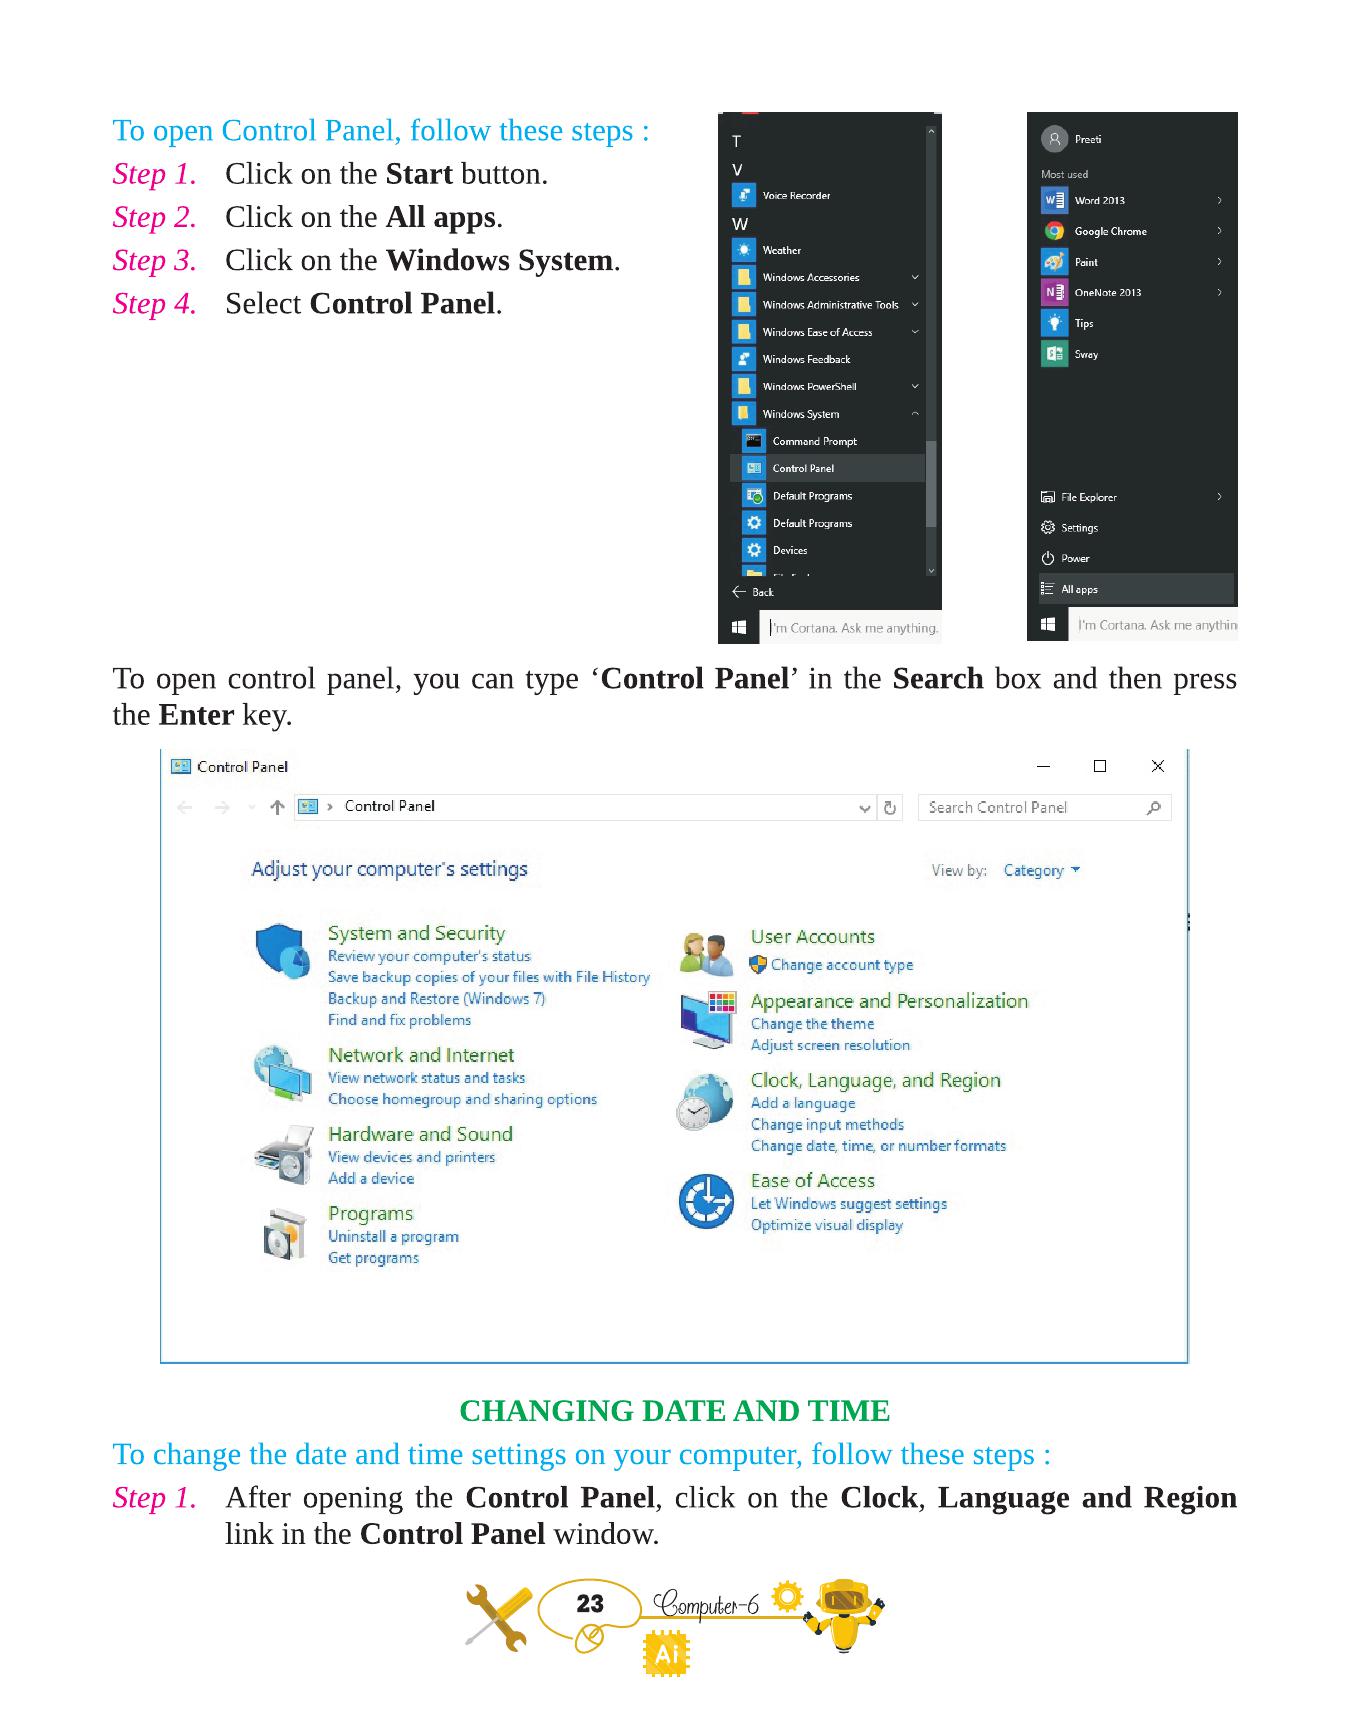 To open Control Panel, follow these steps :
Step 1. Click on the Start button.
Step 2. Click on the All apps.
Step 3. Click on the Windows System.
Step 4. Select Control Panel.
T
V
Voice Recorder
W
Weather
Windows Accessories
Windows Administrative Tools
Windows Ease of Access
Windows Feedback
Windows PowerShell
Windows System
Command Prompt
Control Panel
Default Programs
Default Programs
Devices
Back
I'm Cortana. Ask me anything.
Preeti
Most used
Word 2013
Google Chrome
Paint
OneNote 2013
Tips
Sway
File Explorer
Settings
Power
All apps
I'm Cortana. Ask me anythin
To open control panel, you can type ‘Control Panel’ in the Search box and then press
the Enter key.
Control Panel
Control Panel
Search Control Panel
Adjust your computer's settings
View by: Category
System and Security
Review your computer's status
Save backup copies of your files with File History
Backup and Restore (Windows 7)
Find and fix problems
Network and Internet
View network status and tasks
Choose homegroup and sharing options
Hardware and Sound
View devices and printers
Add a device
Programs
Uninstall a program
Get programs
User Accounts
Change account type
Appearance and Personalization
Change the theme
Adjust screen resolution
Clock, Language, and Region
Add a language
Change input methods
Change date, time, or number formats
Ease of Access
Let Windows suggest settings
Optimize visual display
CHANGING DATE AND TIME
To change the date and time settings on your computer, follow these steps :
Step 1. After opening the Control Panel, click on the Clock, Language and Region
link in the Control Panel window.
23 Computer-6
Ai